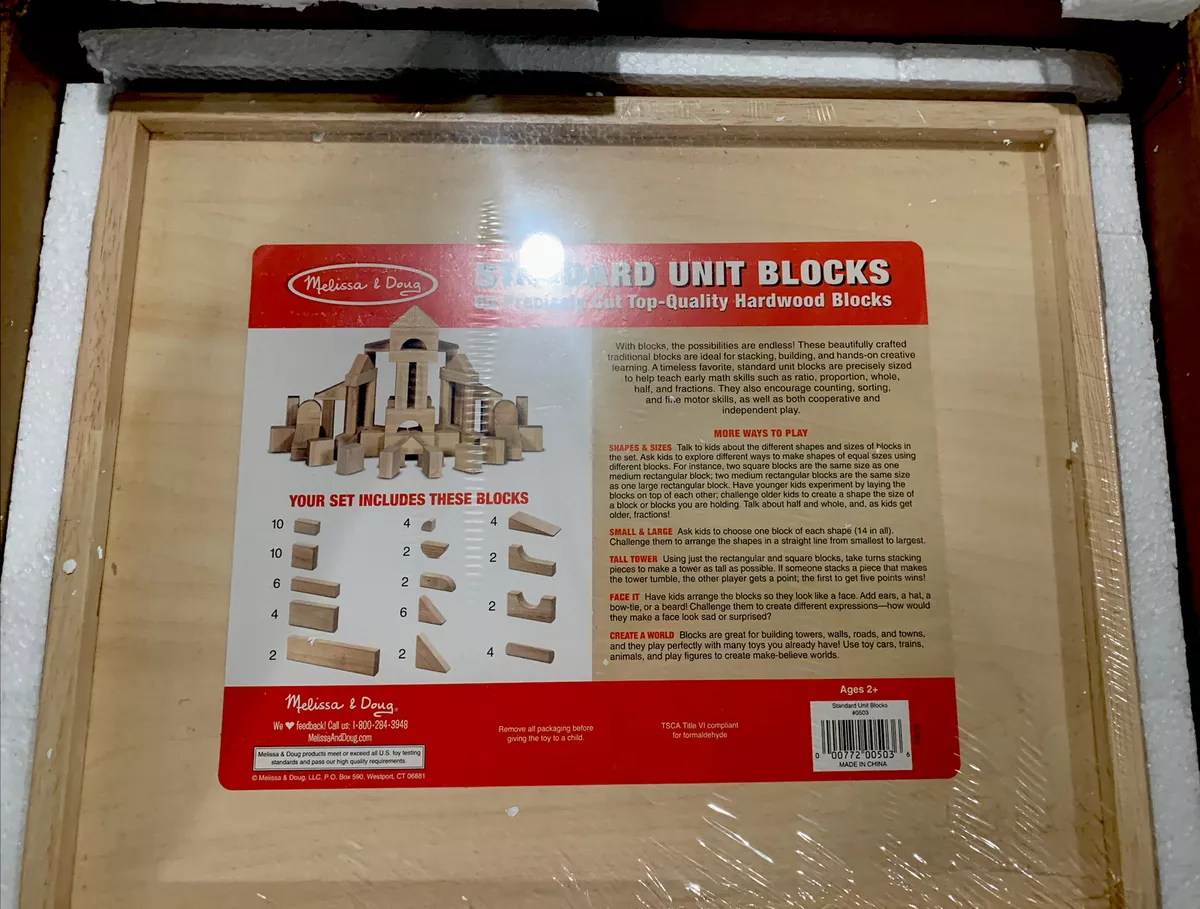 Melissa & Doug
STANDARD UNIT BLOCKS
Precisely Cut Top-Quality Hardwood Blocks
With blocks, the possibilities are endless! These beautifully crafted
traditional blocks are ideal for stacking, building, and hands-on creative
learning. A timeless favorite, standard unit blocks are precisely sized
to help teach early math skills such as ratio, proportion, whole,
half, and fractions. They also encourage counting, sorting,
and fine motor skills, as well as both cooperative and
independent play.
MORE WAYS TO PLAY
SHAPES & SIZES Talk to kids about the different shapes and sizes of blocks in
the set. Ask kids to explore different ways to make shapes of equal sizes using
different blocks. For instance, two square blocks are the same size as one
medium rectangular block; two medium rectangular blocks are the same size
as one large rectangular block. Have younger kids experiment by laying the
blocks on top of each other; challenge older kids to create a shape the size of
a block or blocks you are holding. Talk about half and whole, and, as kids get
older, fractions!
SMALL & LARGE Ask kids to choose one block of each shape (14 in all).
Challenge them to arrange the shapes in a straight line from smallest to largest.
TALL TOWER Using just the rectangular and square blocks, take turns stacking
pieces to make a tower as tall as possible. If someone stacks a piece that makes
the tower tumble, the other player gets a point; the first to get five points wins!
FACE IT Have kids arrange the blocks so they look like a face. Add ears, a hat, a
bow-tie, or a beard! Challenge them to create different expressions—how would
they make a face look sad or surprised?
CREATE A WORLD Blocks are great for building towers, walls, roads, and towns,
and they play perfectly with many toys you already have! Use toy cars, trains,
animals, and play figures to create make-believe worlds.
YOUR SET INCLUDES THESE BLOCKS
10 4 4
10 2 2
6 2
4 6 2
2 2 4
Melissa & Doug®
We ♥ feedback! Call us: 1-800-284-3948
MelissaAndDoug.com
Melissa & Doug products meet or exceed all U.S. toy testing
standards and pass our high quality requirements.
© Melissa & Doug, LLC, P.O. Box 590, Westport, CT 06881
Remove all packaging before
giving the toy to a child.
TSCA Title VI compliant
for formaldehyde
Ages 2+
Standard Unit Blocks
#0503
0 00772 00503 6
MADE IN CHINA